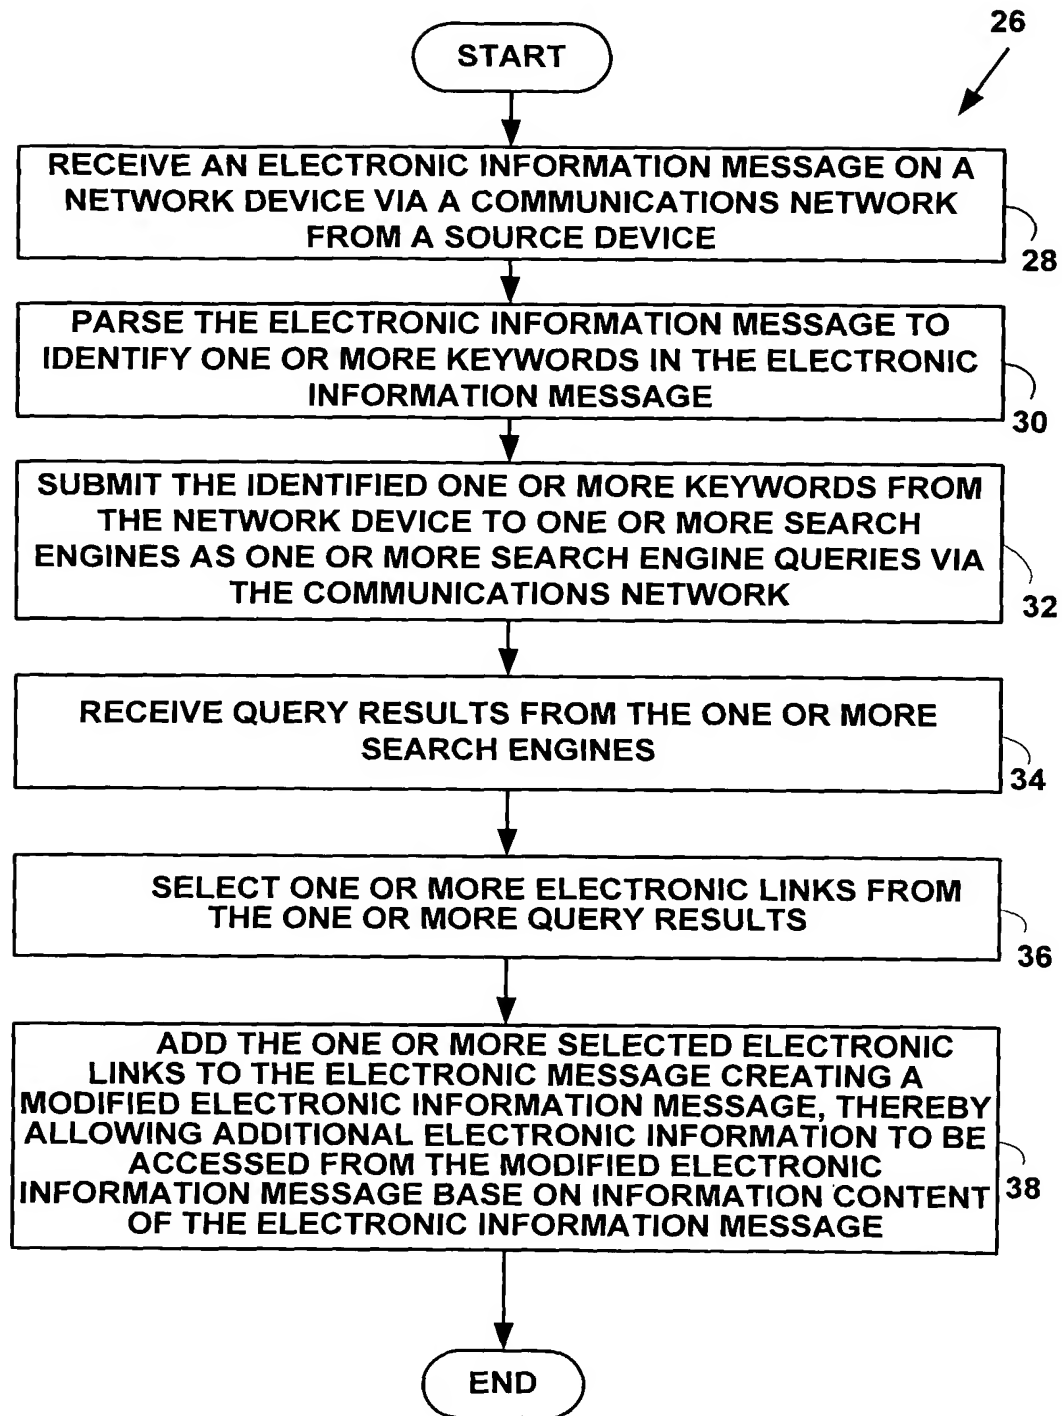 26
START
RECEIVE AN ELECTRONIC INFORMATION MESSAGE ON A
NETWORK DEVICE VIA A COMMUNICATIONS NETWORK
FROM A SOURCE DEVICE
28
PARSE THE ELECTRONIC INFORMATION MESSAGE TO
IDENTIFY ONE OR MORE KEYWORDS IN THE ELECTRONIC
INFORMATION MESSAGE
30
SUBMIT THE IDENTIFIED ONE OR MORE KEYWORDS FROM
THE NETWORK DEVICE TO ONE OR MORE SEARCH
ENGINES AS ONE OR MORE SEARCH ENGINE QUERIES VIA
THE COMMUNICATIONS NETWORK
32
RECEIVE QUERY RESULTS FROM THE ONE OR MORE
SEARCH ENGINES
34
SELECT ONE OR MORE ELECTRONIC LINKS FROM
THE ONE OR MORE QUERY RESULTS
36
ADD THE ONE OR MORE SELECTED ELECTRONIC
LINKS TO THE ELECTRONIC MESSAGE CREATING A
MODIFIED ELECTRONIC INFORMATION MESSAGE, THEREBY
ALLOWING ADDITIONAL ELECTRONIC INFORMATION TO BE
ACCESSED FROM THE MODIFIED ELECTRONIC
INFORMATION MESSAGE BASE ON INFORMATION CONTENT
OF THE ELECTRONIC INFORMATION MESSAGE
38
END